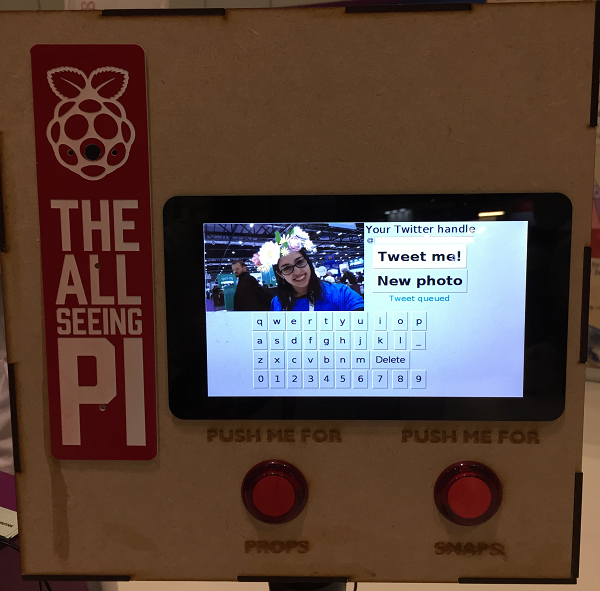 THE
ALL
SEEING
PI
Your Twitter handle
@
Tweet me!
New photo
Tweet queued
q w e r t y u i o p
a s d f g h j k l _
z x c v b n m Delete
0 1 2 3 4 5 6 7 8 9
PUSH ME FOR
PROPS
PUSH ME FOR
SNAPS